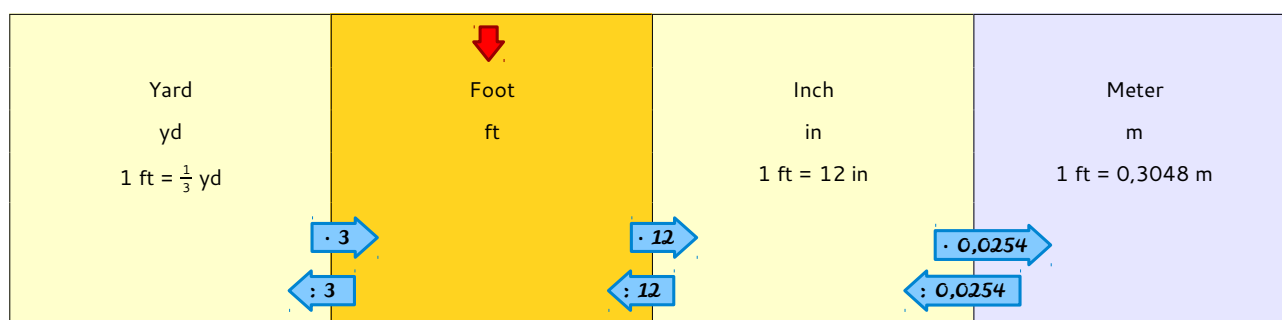 Yard
yd
1 ft = 1/3 yd
Foot
ft
Inch
in
1 ft = 12 in
Meter
m
1 ft = 0,3048 m
· 3
· 12
· 0,0254
: 3
: 12
: 0,0254